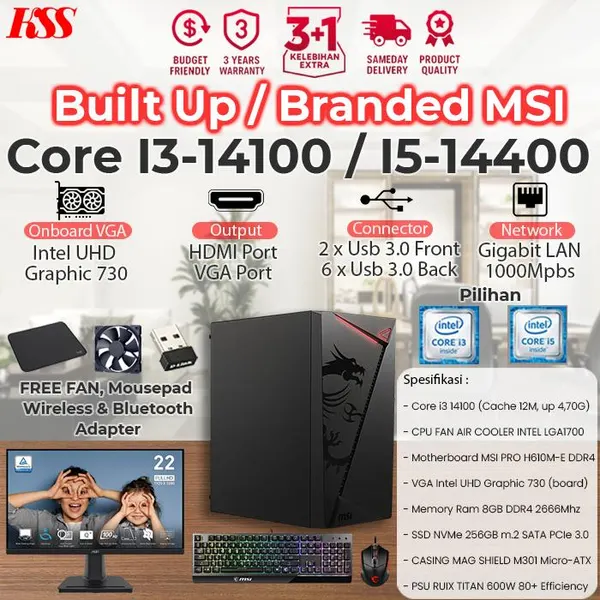 KSS
BUDGET FRIENDLY
3 YEARS WARRANTY
3+1 KELEBIHAN EXTRA
SAMEDAY DELIVERY
PRODUCT QUALITY
Built Up / Branded MSI
Core I3-14100 / I5-14400
Onboard VGA
Intel UHD
Graphic 730
Output
HDMI Port
VGA Port
Connector
2 x Usb 3.0 Front
6 x Usb 3.0 Back
Network
Gigabit LAN
1000Mpbs
Pilihan
intel
CORE i3
inside
intel
CORE i5
inside
FREE FAN, Mousepad
Wireless & Bluetooth
Adapter
22
FULL HD
100
msi
msi
Spesifikasi :
- Core i3 14100 (Cache 12M, up 4,70G)
- CPU FAN AIR COOLER INTEL LGA1700
- Motherboard MSI PRO H610M-E DDR4
- VGA Intel UHD Graphic 730 (board)
- Memory Ram 8GB DDR4 2666Mhz
- SSD NVMe 256GB m.2 SATA PCIe 3.0
- CASING MAG SHIELD M301 Micro-ATX
- PSU RUIX TITAN 600W 80+ Efficiency